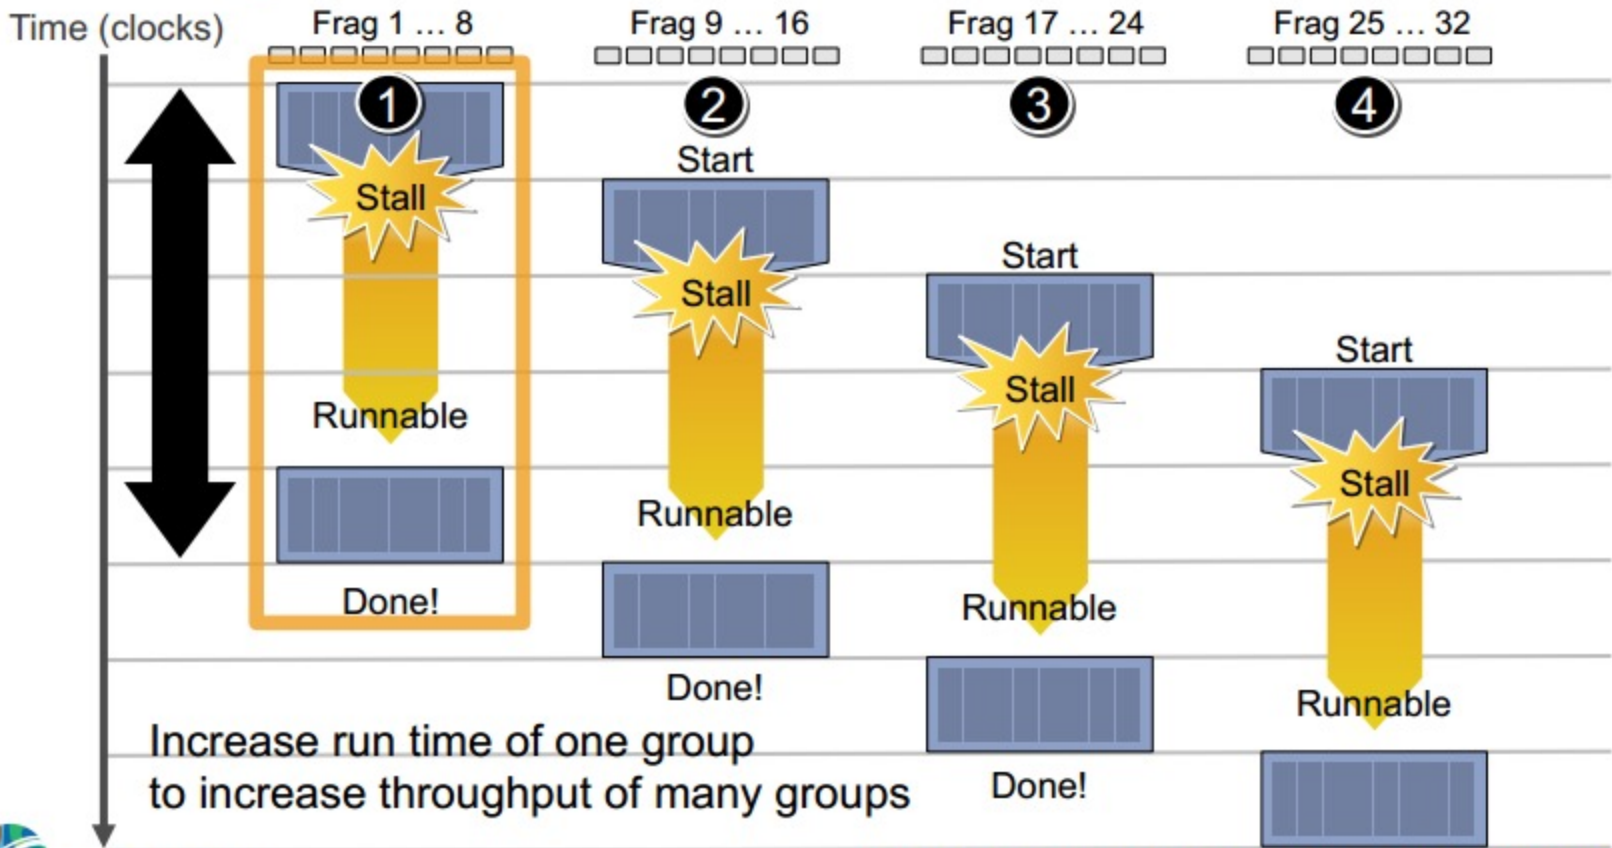 Time (clocks)
Frag 1 … 8
Frag 9 … 16
Frag 17 … 24
Frag 25 … 32
1
2
3
4
Start
Stall
Start
Stall
Start
Stall
Runnable
Stall
Runnable
Done!
Runnable
Done!
Runnable
Increase run time of one group
to increase throughput of many groups
Done!